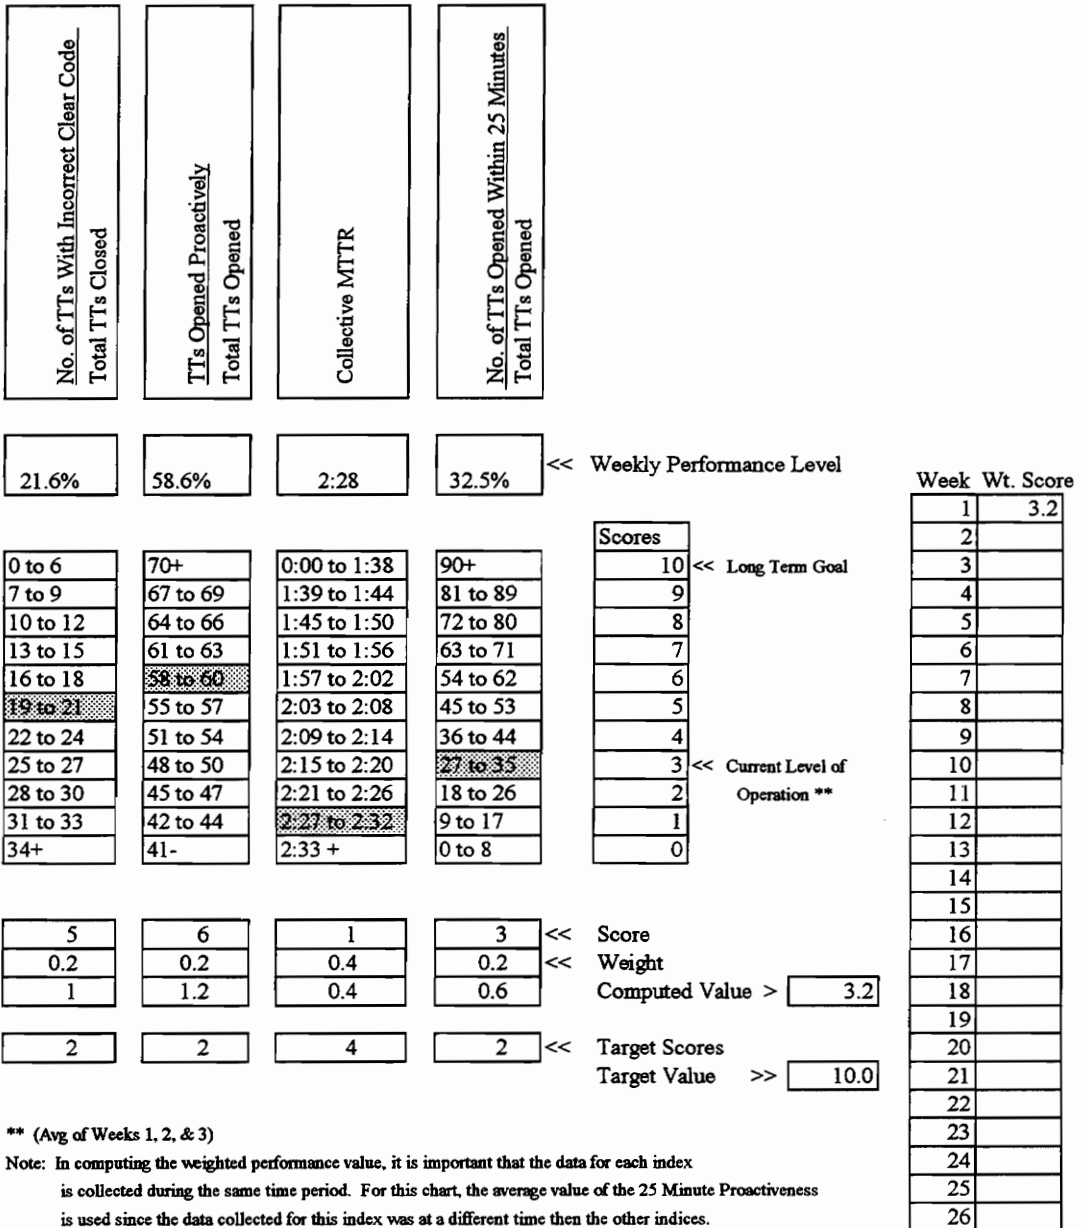 No. of TTs With Incorrect Clear Code
Total TTs Closed
TTs Opened Proactively
Total TTs Opened
Collective MTTR
No. of TTs Opened Within 25 Minutes
Total TTs Opened
21.6% 58.6% 2:28 32.5% << Weekly Performance Level
Week Wt. Score
1 3.2
2
3
4
5
6
7
8
9
10
11
12
13
14
15
16
17
18
19
20
21
22
23
24
25
26
Scores
0 to 6 70+ 0:00 to 1:38 90+ 10 << Long Term Goal
7 to 9 67 to 69 1:39 to 1:44 81 to 89 9
10 to 12 64 to 66 1:45 to 1:50 72 to 80 8
13 to 15 61 to 63 1:51 to 1:56 63 to 71 7
16 to 18 58 to 60 1:57 to 2:02 54 to 62 6
19 to 21 55 to 57 2:03 to 2:08 45 to 53 5
22 to 24 51 to 54 2:09 to 2:14 36 to 44 4
25 to 27 48 to 50 2:15 to 2:20 27 to 35 3 << Current Level of
28 to 30 45 to 47 2:21 to 2:26 18 to 26 2 Operation **
31 to 33 42 to 44 2:27 to 2:32 9 to 17 1
34+ 41- 2:33 + 0 to 8 0
5 6 1 3 << Score
0.2 0.2 0.4 0.2 << Weight
1 1.2 0.4 0.6 Computed Value > 3.2
2 2 4 2 << Target Scores
Target Value >> 10.0
** (Avg of Weeks 1, 2, & 3)
Note: In computing the weighted performance value, it is important that the data for each index
is collected during the same time period. For this chart, the average value of the 25 Minute Proactiveness
is used since the data collected for this index was at a different time then the other indices.